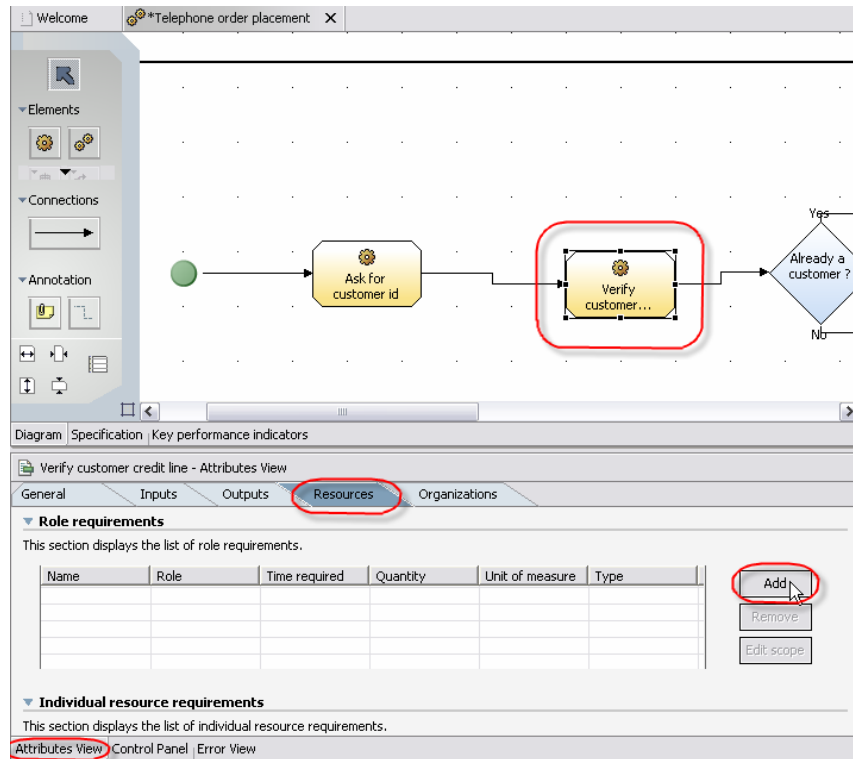 Welcome
*Telephone order placement
Elements
Connections
Annotation
Ask for
customer id
Verify
customer...
Yes
Already a
customer ?
No
Diagram Specification Key performance indicators
Verify customer credit line - Attributes View
General Inputs Outputs Resources Organizations
Role requirements
This section displays the list of role requirements.
Name Role Time required Quantity Unit of measure Type
Add
Remove
Edit scope
Individual resource requirements
This section displays the list of individual resource requirements.
Attributes View Control Panel Error View